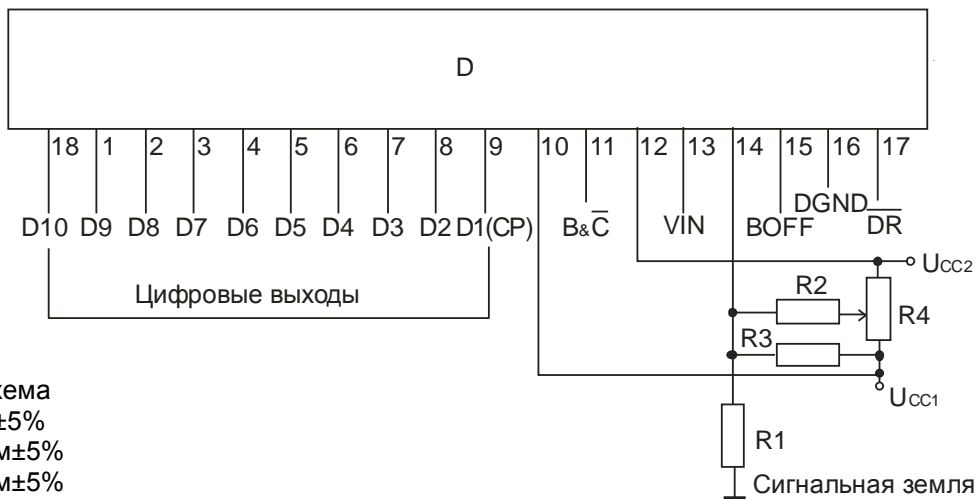 D
18 1 2 3 4 5 6 7 8 9 10 11 12 13 14 15 16 17
D10 D9 D8 D7 D6 D5 D4 D3 D2 D1(CP) B&C̅ VIN BOFF DGND D̅R̅
Цифровые выходы
UCC2
R2
R4
R3
UCC1
R1
Сигнальная земля
±5%
±5%
±5%